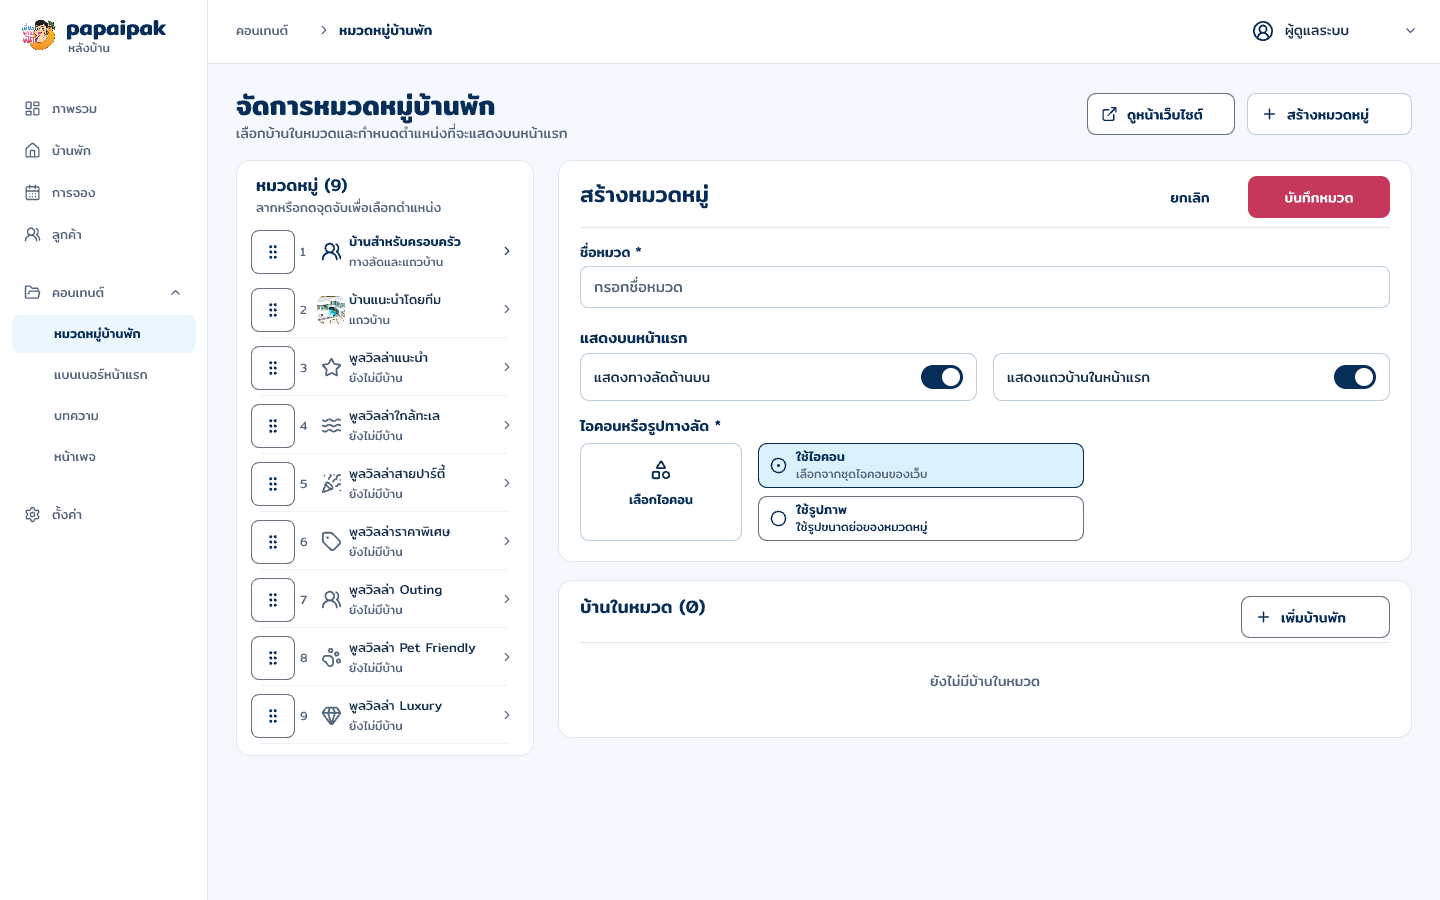 papaipak
หลังบ้าน
ภาพรวม
บ้านพัก
การจอง
ลูกค้า
คอนเทนต์
หมวดหมู่บ้านพัก
แบนเนอร์หน้าแรก
บทความ
หน้าเพจ
ตั้งค่า
คอนเทนต์ > หมวดหมู่บ้านพัก
ผู้ดูแลระบบ
จัดการหมวดหมู่บ้านพัก
เลือกบ้านในหมวดและกำหนดตำแหน่งที่จะแสดงบนหน้าแรก
ดูหน้าเว็บไซต์
สร้างหมวดหมู่
หมวดหมู่ (9)
ลากหรือกดจุดจับเพื่อเลือกตำแหน่ง
1 บ้านสำหรับครอบครัว
ทางลัดและแถวบ้าน
2 บ้านแนะนำโดยทีม
แถวบ้าน
3 พูลวิลล่าแนะนำ
ยังไม่มีบ้าน
4 พูลวิลล่าใกล้ทะเล
ยังไม่มีบ้าน
5 พูลวิลล่าสายปาร์ตี้
ยังไม่มีบ้าน
6 พูลวิลล่าราคาพิเศษ
ยังไม่มีบ้าน
7 พูลวิลล่า Outing
ยังไม่มีบ้าน
8 พูลวิลล่า Pet Friendly
ยังไม่มีบ้าน
9 พูลวิลล่า Luxury
ยังไม่มีบ้าน
สร้างหมวดหมู่
ยกเลิก
บันทึกหมวด
ชื่อหมวด *
กรอกชื่อหมวด
แสดงบนหน้าแรก
แสดงทางลัดด้านบน
แสดงแถวบ้านในหน้าแรก
ไอคอนหรือรูปทางลัด *
เลือกไอคอน
ใช้ไอคอน
เลือกจากชุดไอคอนของเว็บ
ใช้รูปภาพ
ใช้รูปขนาดย่อของหมวดหมู่
บ้านในหมวด (0)
เพิ่มบ้านพัก
ยังไม่มีบ้านในหมวด